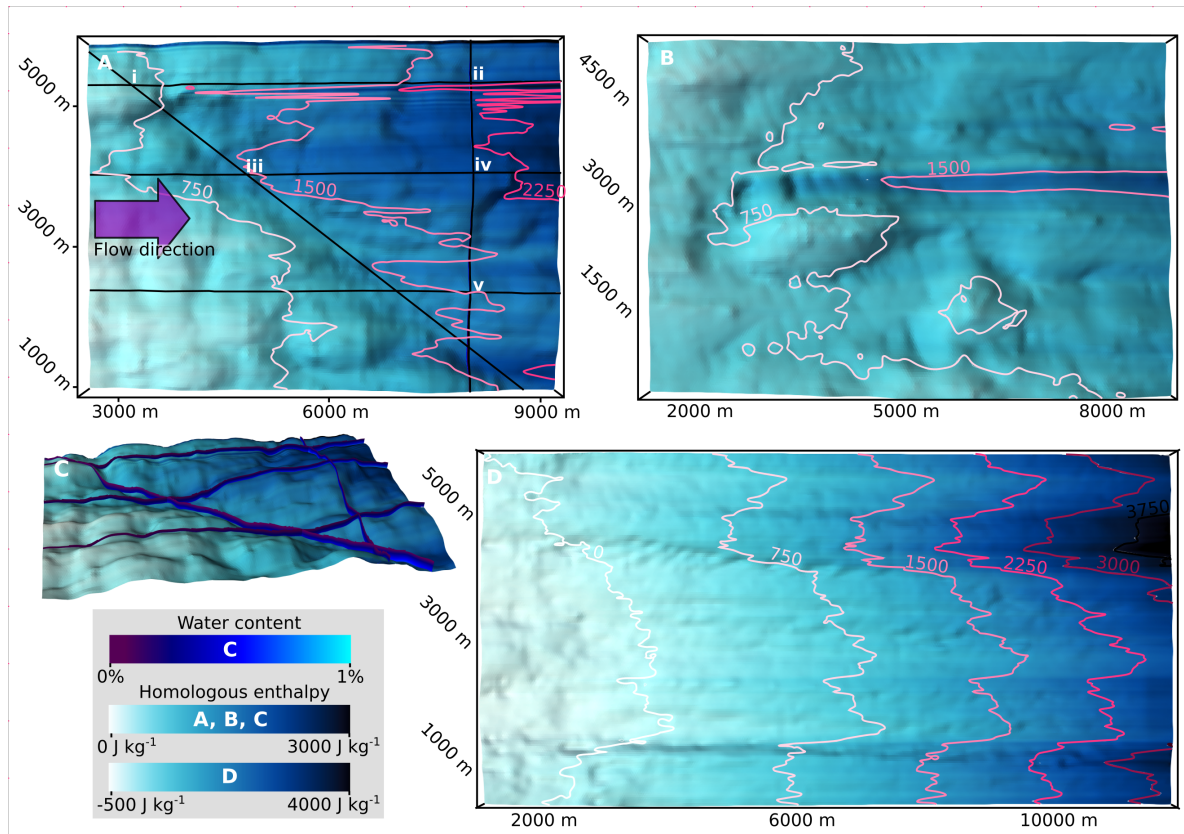 A
i
ii
iii
iv
v
750
1500
2250
Flow direction
5000 m
3000 m
1000 m
3000 m
6000 m
9000 m
B
1500
750
4500 m
3000 m
1500 m
2000 m
5000 m
8000 m
C
D
0
750
1500
2250
3000
3750
5000 m
3000 m
1000 m
2000 m
6000 m
10000 m
Water content
C
0% 1%
Homologous enthalpy
A, B, C
0 J kg⁻¹ 3000 J kg⁻¹
D
-500 J kg⁻¹ 4000 J kg⁻¹